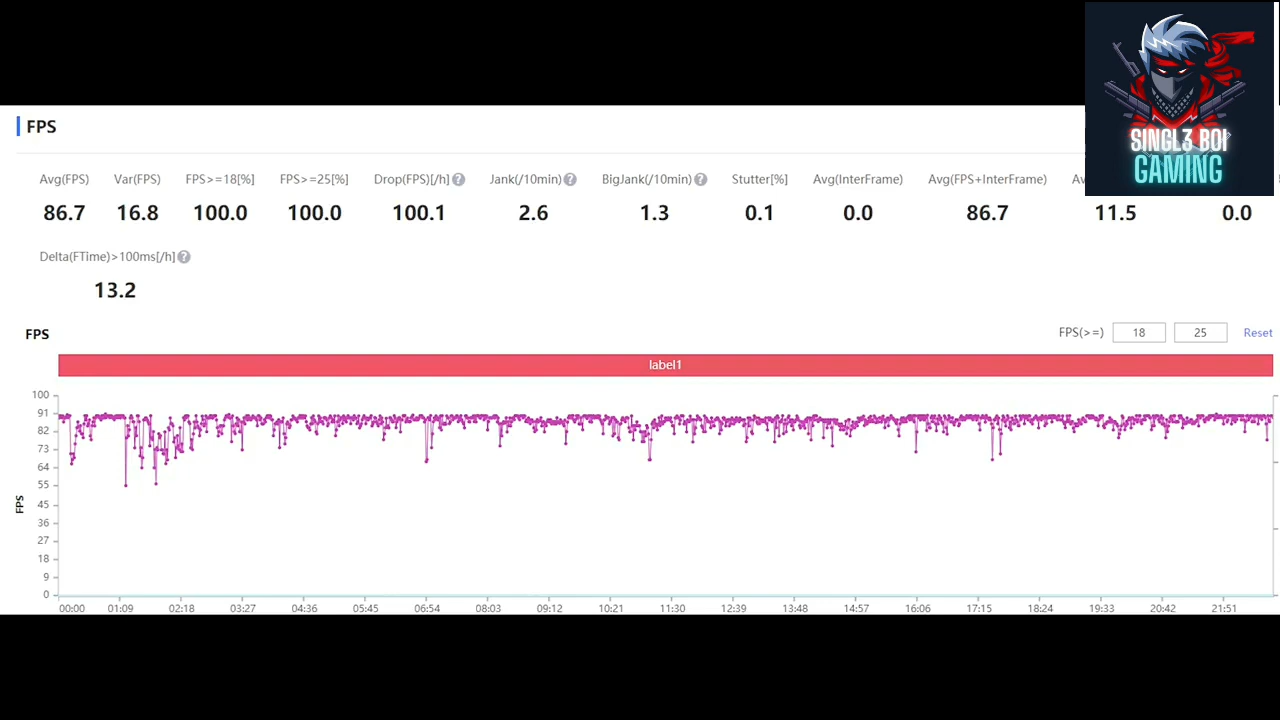 SINGL3 BOI
GAMING
FPS
Avg(FPS) Var(FPS) FPS>=18[%] FPS>=25[%] Drop(FPS)[/h] ? Jank(/10min) ? BigJank(/10min) ? Stutter[%] Avg(InterFrame) Avg(FPS+InterFrame)
86.7 16.8 100.0 100.0 100.1 2.6 1.3 0.1 0.0 86.7 11.5 0.0
Delta(FTime)>100ms[/h] ?
13.2
FPS FPS(>=) 18 25 Reset
label1
100
91
82
73
64
55
45
36
27
18
9
0
FPS
00:00 01:09 02:18 03:27 04:36 05:45 06:54 08:03 09:12 10:21 11:30 12:39 13:48 14:57 16:06 17:15 18:24 19:33 20:42 21:51